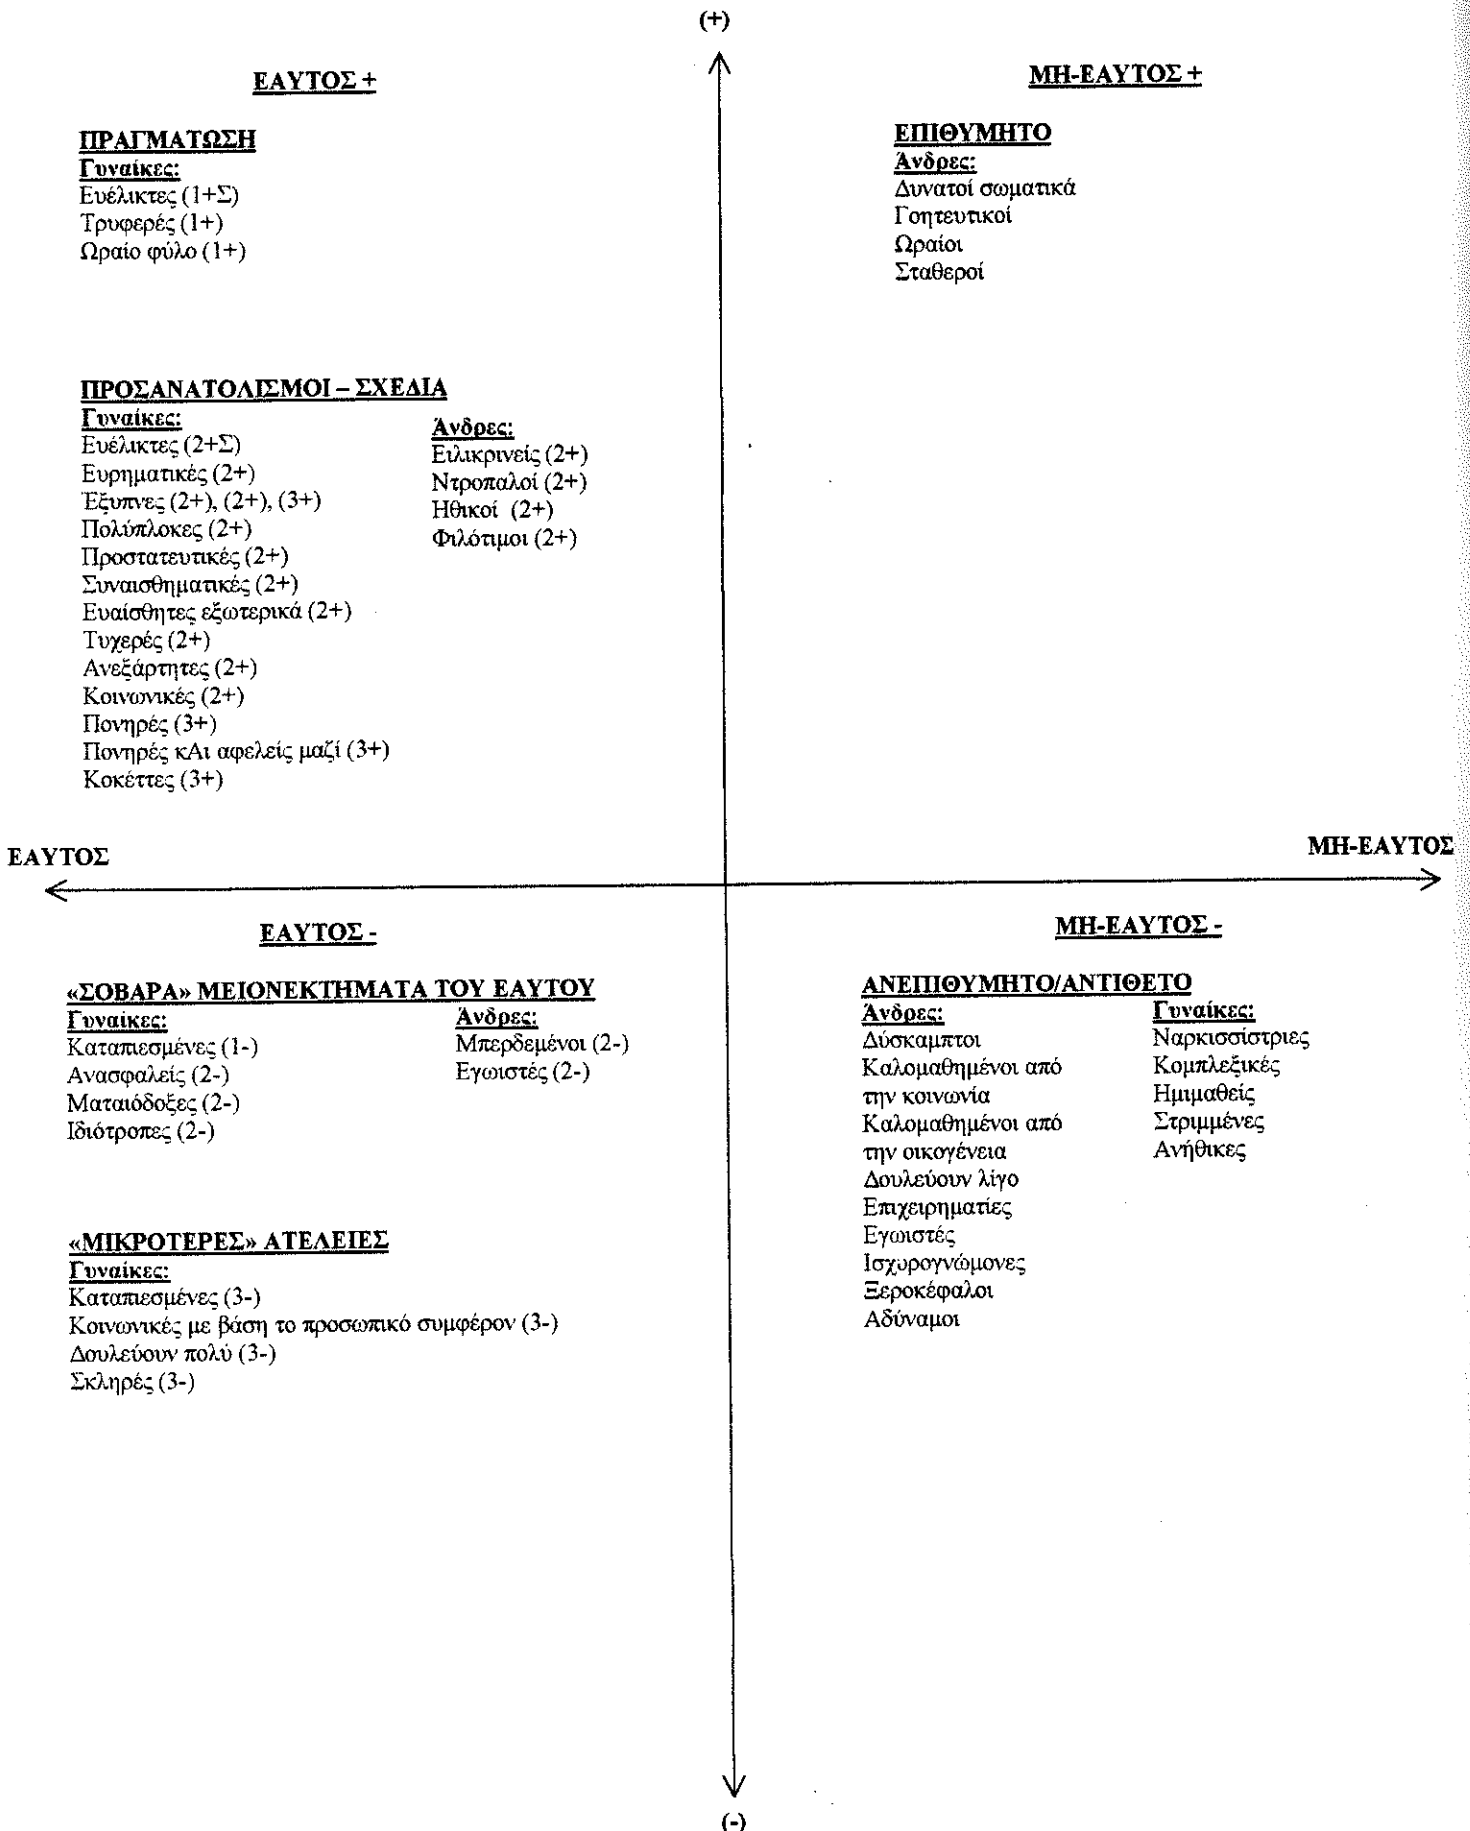 (+)
ΕΑΥΤΟΣ +
ΠΡΑΓΜΑΤΩΣΗ
Γυναίκες:
Ευέλικτες (1+Σ)
Τρυφερές (1+)
Ωραίο φύλο (1+)
ΜΗ-ΕΑΥΤΟΣ +
ΕΠΙΘΥΜΗΤΟ
Άνδρες:
Δυνατοί σωματικά
Γοητευτικοί
Ωραίοι
Σταθεροί
ΠΡΟΣΑΝΑΤΟΛΙΣΜΟΙ – ΣΧΕΔΙΑ
Γυναίκες:
Ευέλικτες (2+Σ)
Ευρηματικές (2+)
Έξυπνες (2+), (2+), (3+)
Πολύπλοκες (2+)
Προστατευτικές (2+)
Συναισθηματικές (2+)
Ευαίσθητες εξωτερικά (2+)
Τυχερές (2+)
Ανεξάρτητες (2+)
Κοινωνικές (2+)
Πονηρές (3+)
Πονηρές κΑι αφελείς μαζί (3+)
Κοκέττες (3+)
Άνδρες:
Ειλικρινείς (2+)
Ντροπαλοί (2+)
Ηθικοί (2+)
Φιλότιμοι (2+)
ΕΑΥΤΟΣ
ΜΗ-ΕΑΥΤΟΣ
ΕΑΥΤΟΣ -
«ΣΟΒΑΡΑ» ΜΕΙΟΝΕΚΤΗΜΑΤΑ ΤΟΥ ΕΑΥΤΟΥ
Γυναίκες:
Καταπιεσμένες (1-)
Ανασφαλείς (2-)
Ματαιόδοξες (2-)
Ιδιότροπες (2-)
Άνδρες:
Μπερδεμένοι (2-)
Εγωιστές (2-)
«ΜΙΚΡΟΤΕΡΕΣ» ΑΤΕΛΕΙΕΣ
Γυναίκες:
Καταπιεσμένες (3-)
Κοινωνικές με βάση το προσωπικό συμφέρον (3-)
Δουλεύουν πολύ (3-)
Σκληρές (3-)
ΜΗ-ΕΑΥΤΟΣ -
ΑΝΕΠΙΘΥΜΗΤΟ/ΑΝΤΙΘΕΤΟ
Άνδρες:
Δύσκαμπτοι
Καλομαθημένοι από
την κοινωνία
Καλομαθημένοι από
την οικογένεια
Δουλεύουν λίγο
Επιχειρηματίες
Εγωιστές
Ισχυρογνώμονες
Ξεροκέφαλοι
Αδύναμοι
Γυναίκες:
Ναρκισσίστριες
Κομπλεξικές
Ημιμαθείς
Στριμμένες
Ανήθικες
(-)